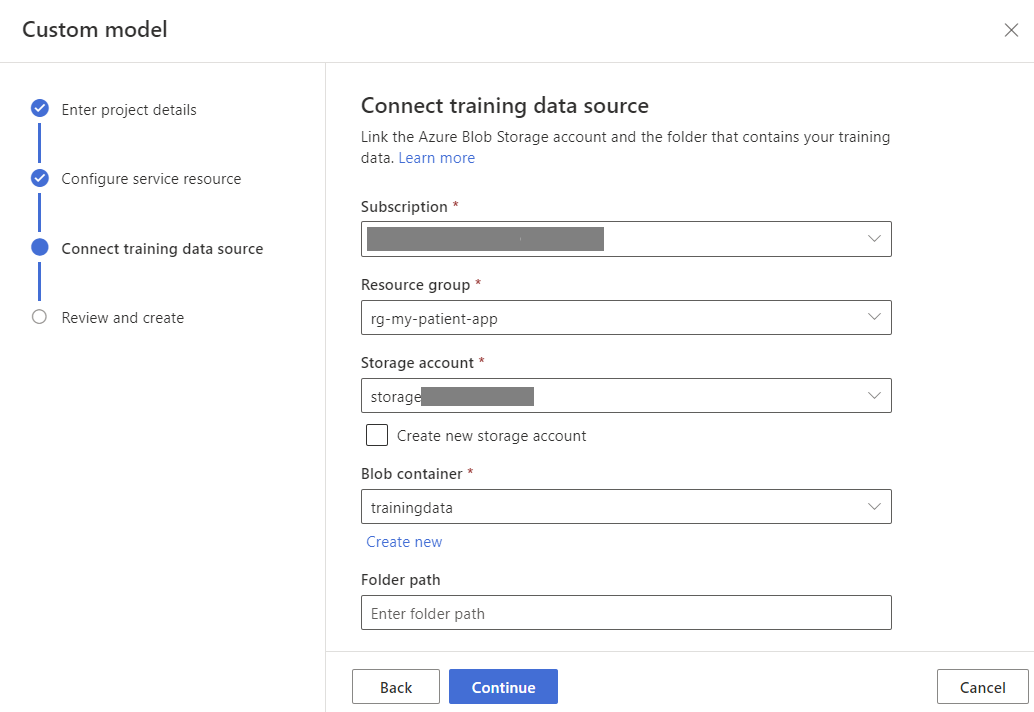 Custom model
Enter project details
Configure service resource
Connect training data source
Review and create
Connect training data source
Link the Azure Blob Storage account and the folder that contains your training
data. Learn more
Subscription *
Resource group *
rg-my-patient-app
Storage account *
storage
Create new storage account
Blob container *
trainingdata
Create new
Folder path
Enter folder path
Back
Continue
Cancel